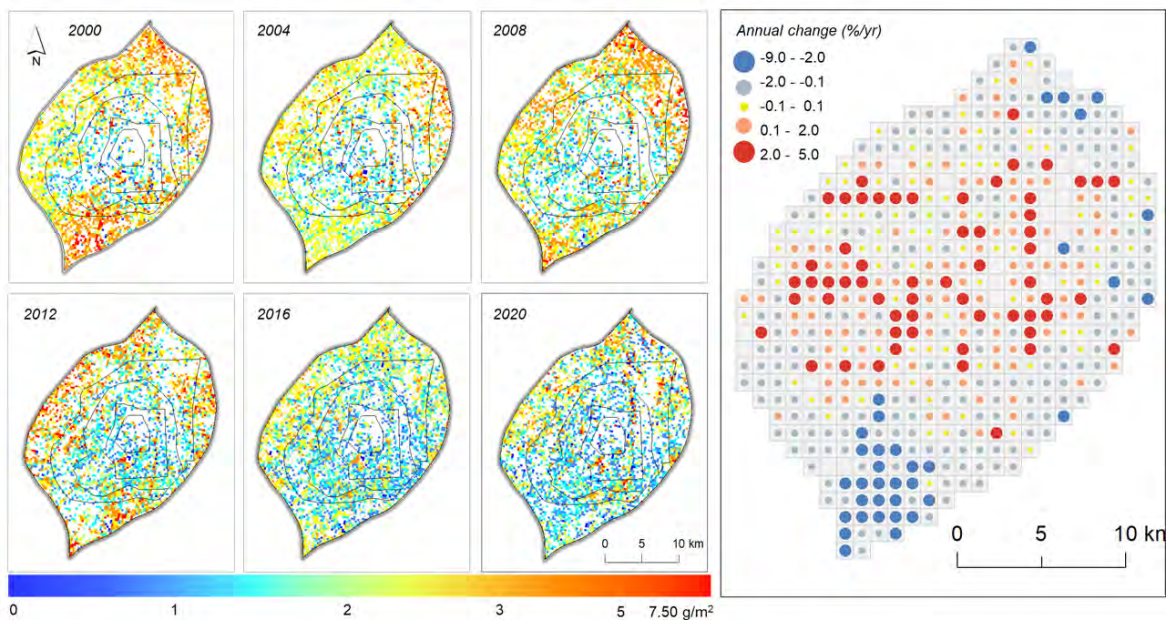 2000
2004
2008
N
2012
2016
2020
0 5 10 km
0 1 2 3 5 7.50 g/m²
Annual change (%/yr)
-9.0 - -2.0
-2.0 - -0.1
-0.1 - 0.1
0.1 - 2.0
2.0 - 5.0
0 5 10 km